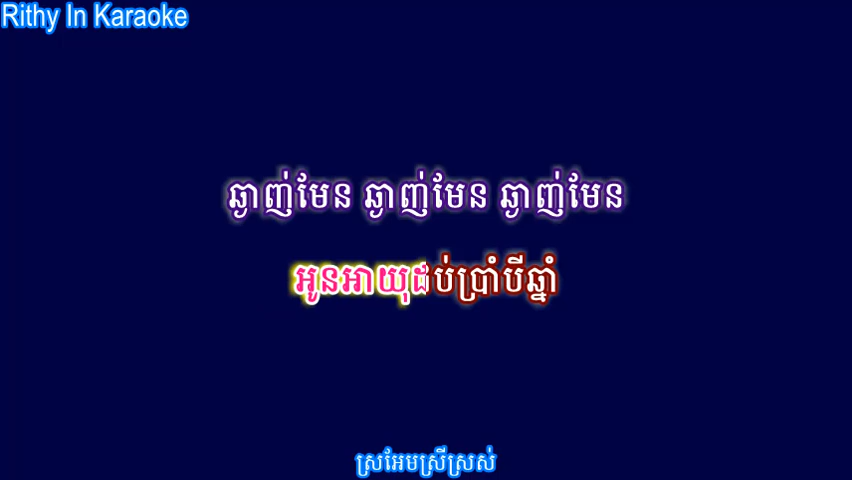 Rithy In Karaoke
ឆ្ងាញ់មែន ឆ្ងាញ់មែន ឆ្ងាញ់មែន
អូនអាយុដប់ប្រាំបីឆ្នាំ
ស្រអែមស្រីស្រស់